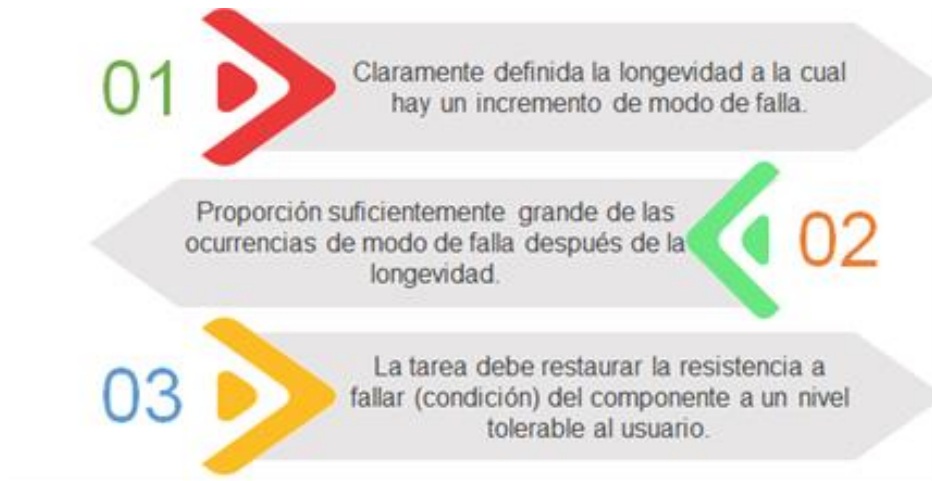 01
Claramente definida la longevidad a la cual
hay un incremento de modo de falla.
Proporción suficientemente grande de las
ocurrencias de modo de falla después de la
longevidad.
02
03
La tarea debe restaurar la resistencia a
fallar (condición) del componente a un nivel
tolerable al usuario.